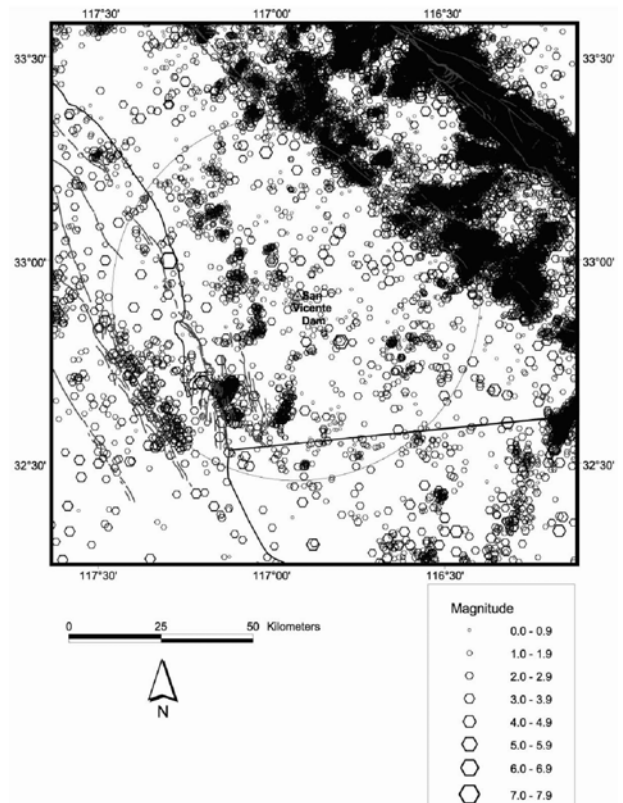 117°30' 117°00' 116°30'
33°30' 33°30'
33°00' 33°00'
San
Vicente
Dam
32°30' 32°30'
117°30' 117°00' 116°30'
0 25 50 Kilometers
N
Magnitude
0.0 - 0.9
1.0 - 1.9
2.0 - 2.9
3.0 - 3.9
4.0 - 4.9
5.0 - 5.9
6.0 - 6.9
7.0 - 7.9